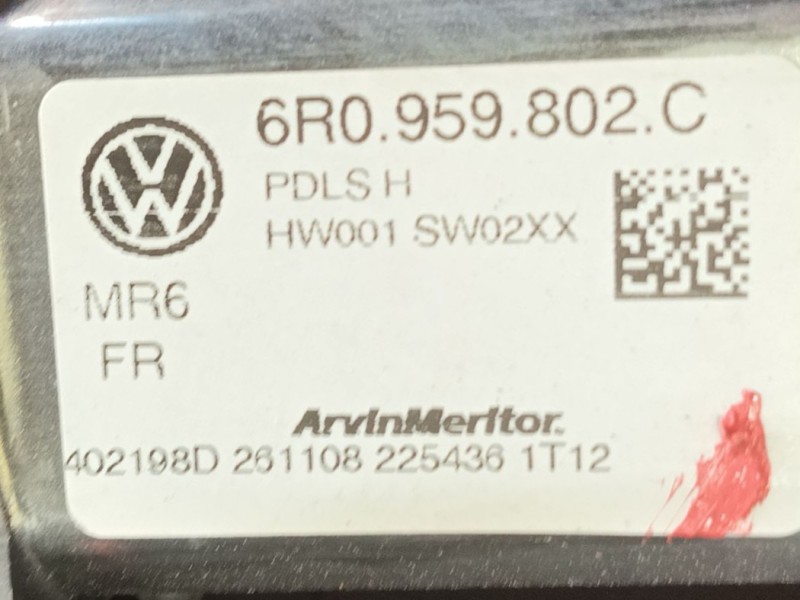 6R0.959.802.C
PDLS H
HW001 SW02XX
MR6
FR
ArvinMeritor.
402198D 261108 225436 1T12